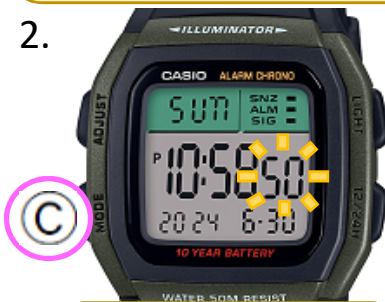 2.
ILLUMINATOR
CASIO ALARM CHRONO
SUN
SNZ
ALM
SIG
ADJUST
LIGHT
P 10:58 50
2024 6-30
C
MODE
12/24H
10 YEAR BATTERY
WATER 50M RESIST